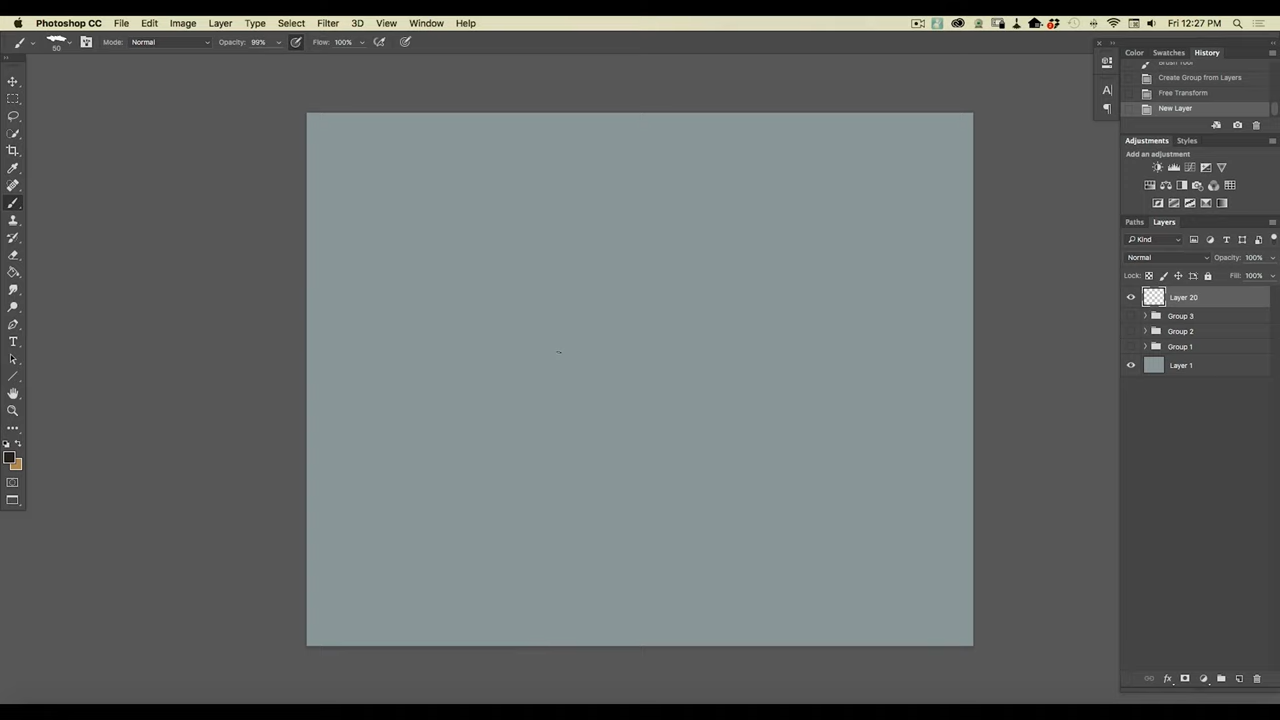 Photoshop CC File Edit Image Layer Type Select Filter 3D View Window Help Fri 12:27 PM
50 Mode: Normal Opacity: 99% Flow: 100%
Color Swatches History
Brush Tool
Create Group from Layers
Free Transform
New Layer
Adjustments Styles
Add an adjustment
Paths Layers
Kind
Normal Opacity: 100%
Lock: Fill: 100%
Layer 20
Group 3
Group 2
Group 1
Layer 1